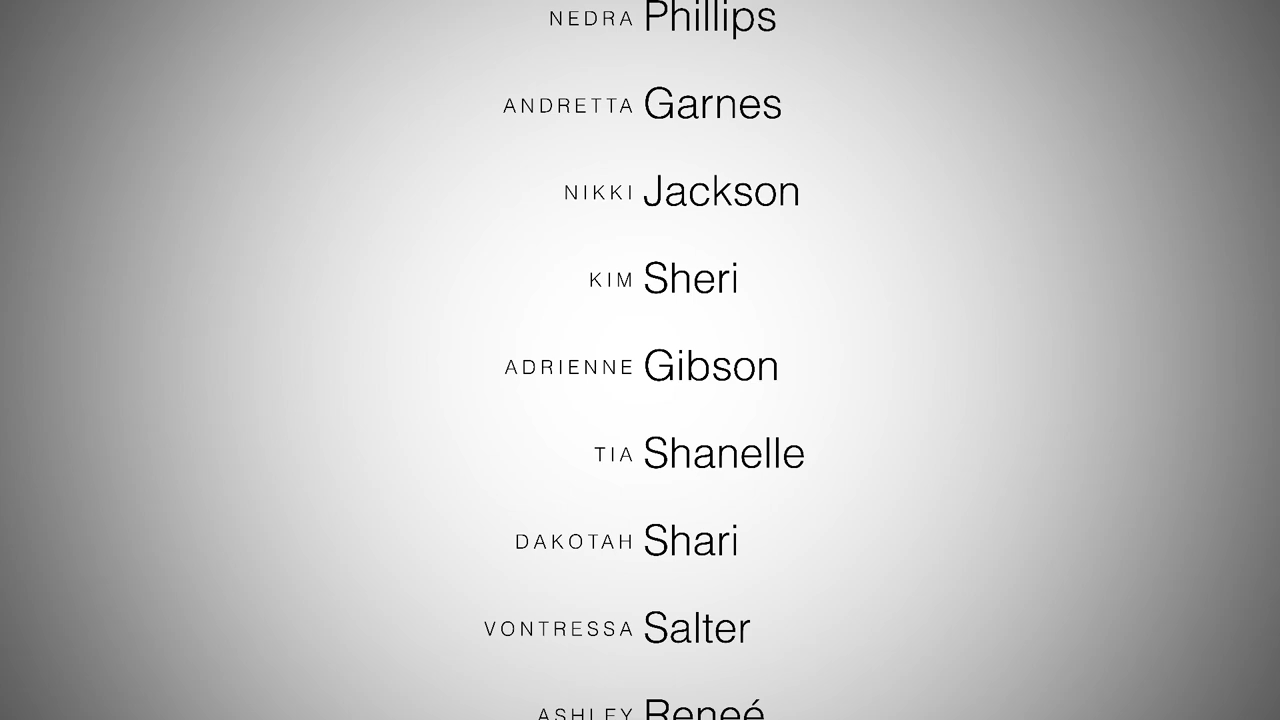 NEDRA Phillips
ANDRETTA Garnes
NIKKI Jackson
KIM Sheri
ADRIENNE Gibson
TIA Shanelle
DAKOTAH Shari
VONTRESSA Salter
ASHLEY Reneé